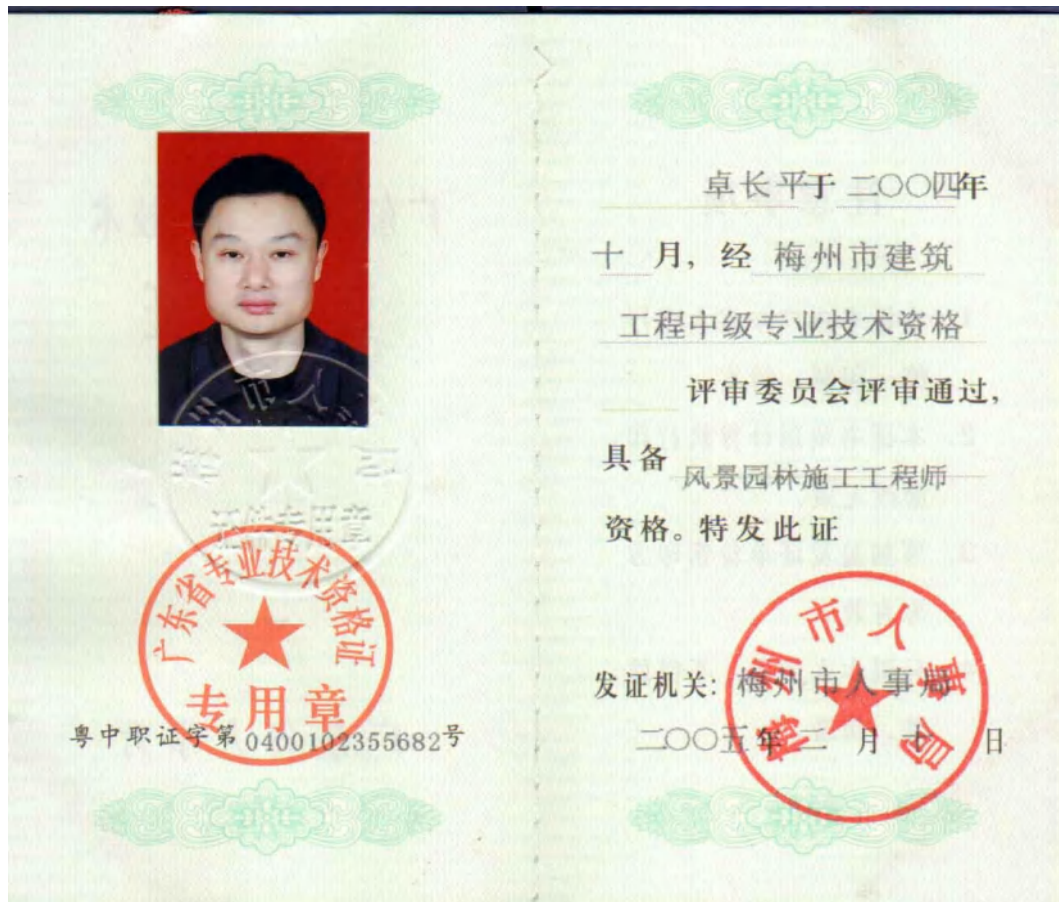 广东省专业技术资格证
专用章
粤中职证字第0400102355682号
卓长平于二〇〇四年
十月，经梅州市建筑
工程中级专业技术资格
评审委员会评审通过，
具备风景园林施工工程师
资格。特发此证
梅州市人事局
发证机关：梅州市人事局
二〇〇五年二月十日